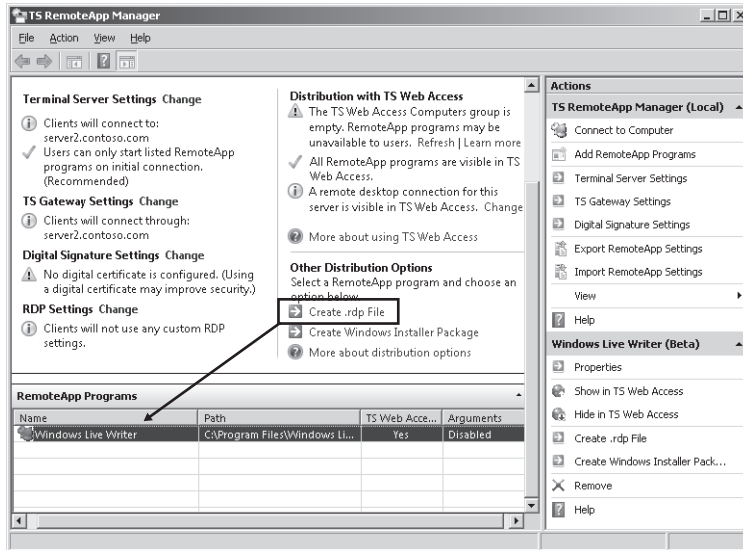 TS RemoteApp Manager
File Action View Help
Terminal Server Settings Change
Clients will connect to:
server2.contoso.com
Users can only start listed RemoteApp
programs on initial connection.
(Recommended)
TS Gateway Settings Change
Clients will connect through:
server2.contoso.com
Digital Signature Settings Change
No digital certificate is configured. (Using
a digital certificate may improve security.)
RDP Settings Change
Clients will not use any custom RDP
settings.
Distribution with TS Web Access
The TS Web Access Computers group is
empty. RemoteApp programs may be
unavailable to users. Refresh | Learn more
All RemoteApp programs are visible in TS
Web Access.
A remote desktop connection for this
server is visible in TS Web Access. Change
More about using TS Web Access
Other Distribution Options
Select a RemoteApp program and choose an
option below.
Create .rdp File
Create Windows Installer Package
More about distribution options
RemoteApp Programs
Name Path TS Web Acce... Arguments
Windows Live Writer C:\Program Files\Windows Li... Yes Disabled
Actions
TS RemoteApp Manager (Local)
Connect to Computer
Add RemoteApp Programs
Terminal Server Settings
TS Gateway Settings
Digital Signature Settings
Export RemoteApp Settings
Import RemoteApp Settings
View
Help
Windows Live Writer (Beta)
Properties
Show in TS Web Access
Hide in TS Web Access
Create .rdp File
Create Windows Installer Pack...
Remove
Help